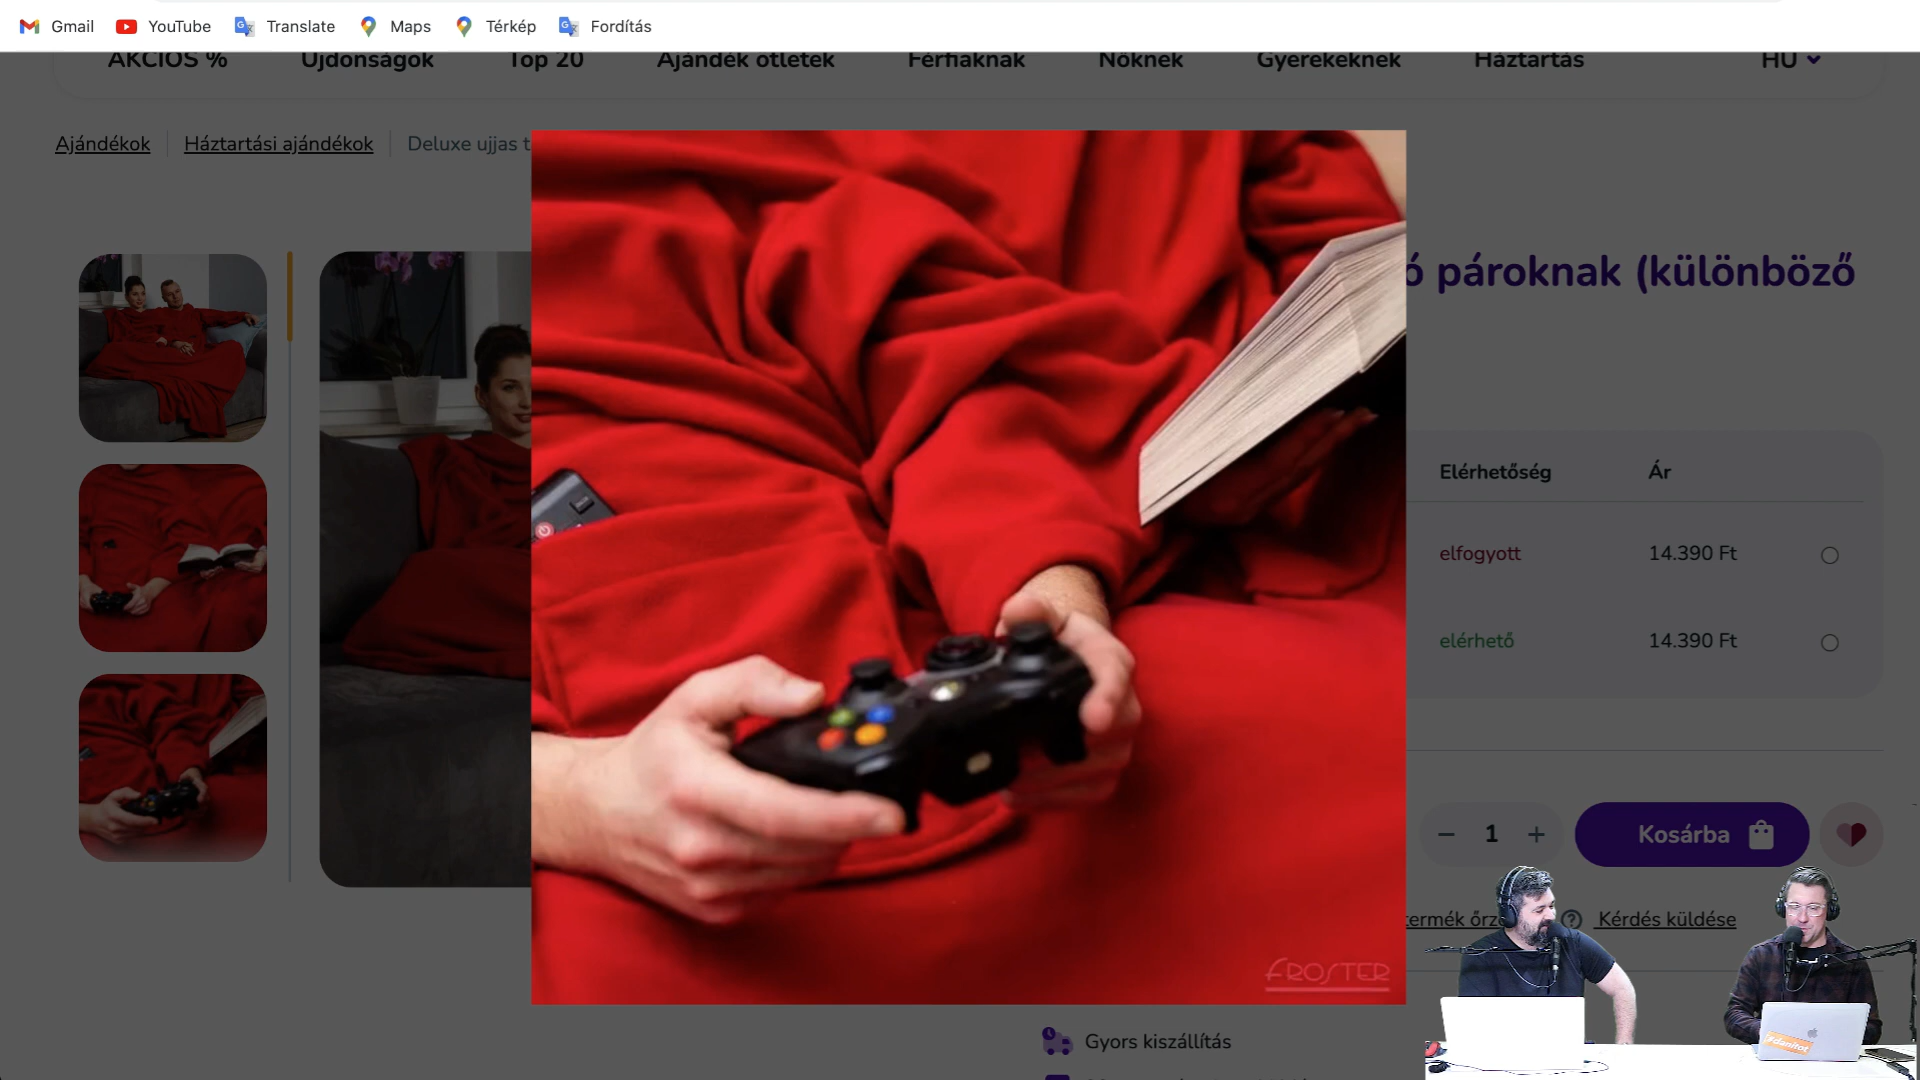 Gmail YouTube Translate Maps Térkép Fordítás
AKCIÓS % Újdonságok Top 20 Ajándék ötletek Férfiaknak Nőknek Gyerekeknek Háztartás HU
Ajándékok Háztartási ajándékok Deluxe ujjas t
ó pároknak (különböző
Elérhetőség Ár
elfogyott 14.390 Ft
elérhető 14.390 Ft
1 Kosárba
termék őrz Kérdés küldése
FROSTER
Gyors kiszállítás